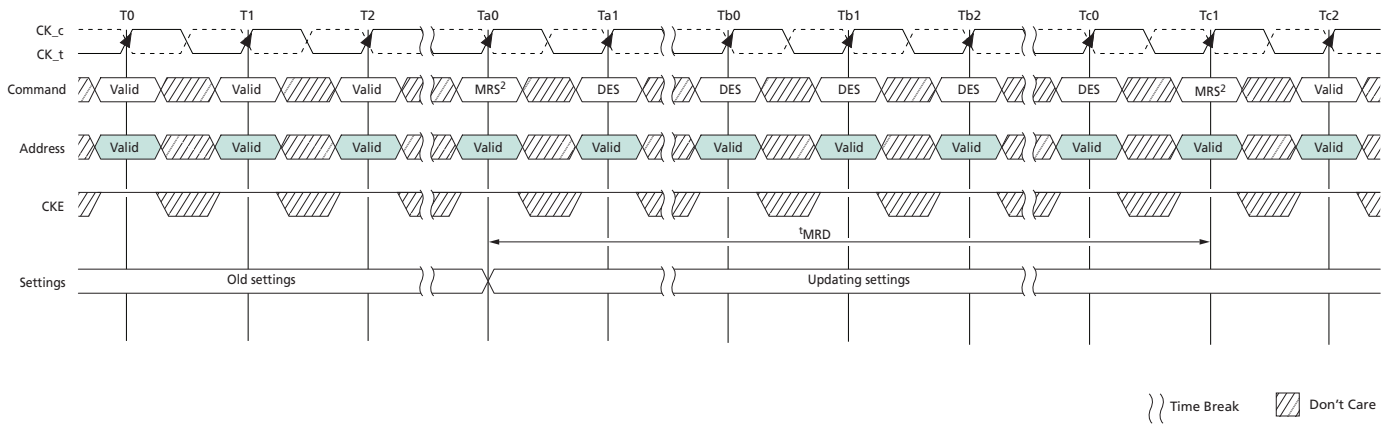 T0 T1 T2 Ta0 Ta1 Tb0 Tb1 Tb2 Tc0 Tc1 Tc2
CK_c
CK_t
Command Valid Valid Valid MRS² DES DES DES DES DES MRS² Valid
Address Valid Valid Valid Valid Valid Valid Valid Valid Valid Valid Valid
CKE
ᵗMRD
Settings Old settings Updating settings
Time Break Don't Care